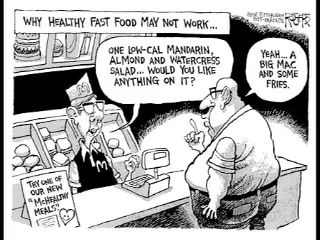 WHY HEALTHY FAST FOOD MAY NOT WORK...
ONE LOW-CAL MANDARIN,
ALMOND AND WATERCRESS
SALAD... WOULD YOU LIKE
ANYTHING ON IT?
YEAH... A
BIG MAC
AND SOME
FRIES.
TRY ONE OF
OUR NEW
"McHEALTHY
MEALS"
M
M